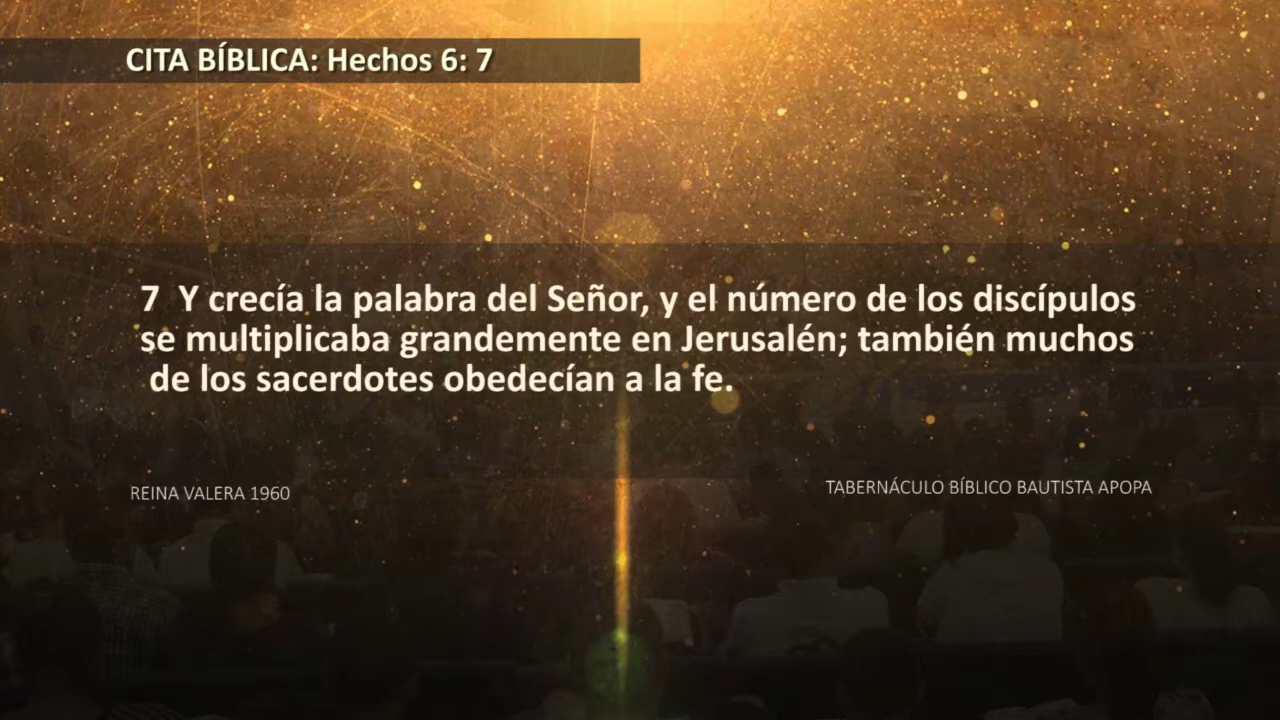 CITA BÍBLICA: Hechos 6: 7
7 Y crecía la palabra del Señor, y el número de los discípulos
se multiplicaba grandemente en Jerusalén; también muchos
de los sacerdotes obedecían a la fe.
REINA VALERA 1960
TABERNÁCULO BÍBLICO BAUTISTA APOPA